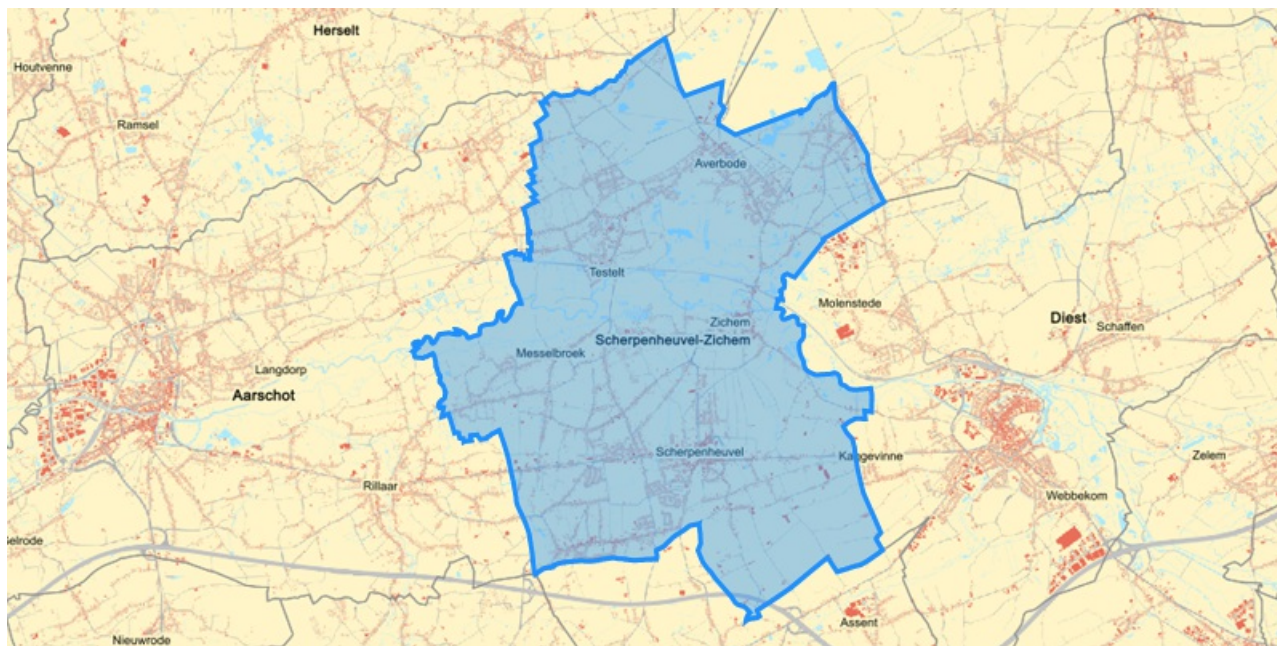 Herselt
Houtvenne
Ramsel
Averbode
Testelt
Molenstede
Diest
Zichem
Schaffen
Scherpenheuvel-Zichem
Messelbroek
Langdorp
Aarschot
Scherpenheuvel
Kaggevinne
Zelem
Rillaar
Webbekom
Assent
Nieuwrode